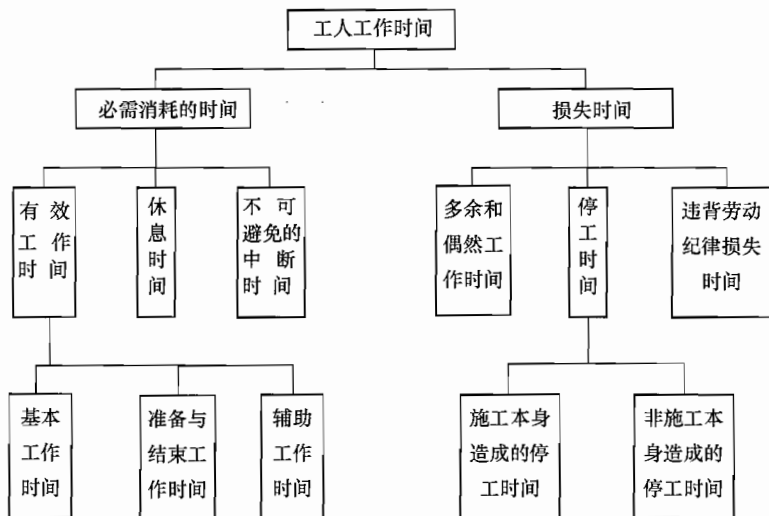 工人工作时间
必需消耗的时间
损失时间
有效
工作
时间
休
息
时
间
不可
避免的
中断
时间
多余和
偶然工
作时间
停
工
时
间
违背劳动
纪律损失
时间
基本
工作
时间
准备与
结束工
作时间
辅助
工作
时间
施工本身
造成的停
工时间
非施工本
身造成的
停工时间